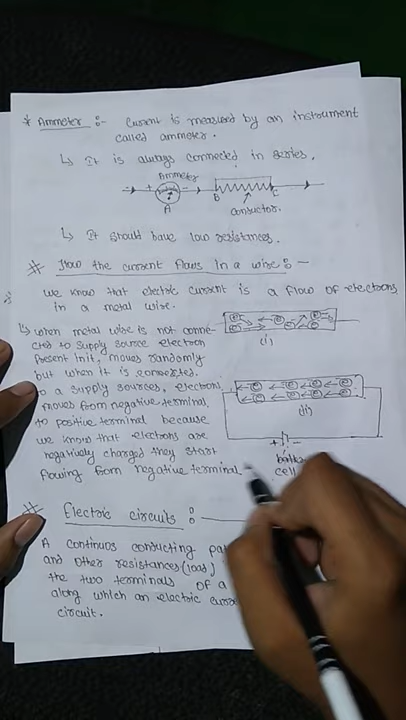 * Ammeter :- Current is measured by an instrument
called ammeter.
↳ It is always connected in series.
Ammeter
+ -
A B C
conductor.
↳ It should have low resistances.
* How the current flows In a wire :-
we know that electric current is a flow of electrons
in a metal wire.
↳ when metal wire is not conne-
cted to supply source electron
Present init, moves randomly
(i)
but when it is connected
to a supply sources, electrons
moves from negative terminal
to positive terminal because
(ii)
we know that electrons are
negatively charged they start
+ -
flowing from negative terminal.
cell
* Electric circuits :
A continuos conducting
and other resistances (load)
the two terminals of a
along which an electric
circuit.